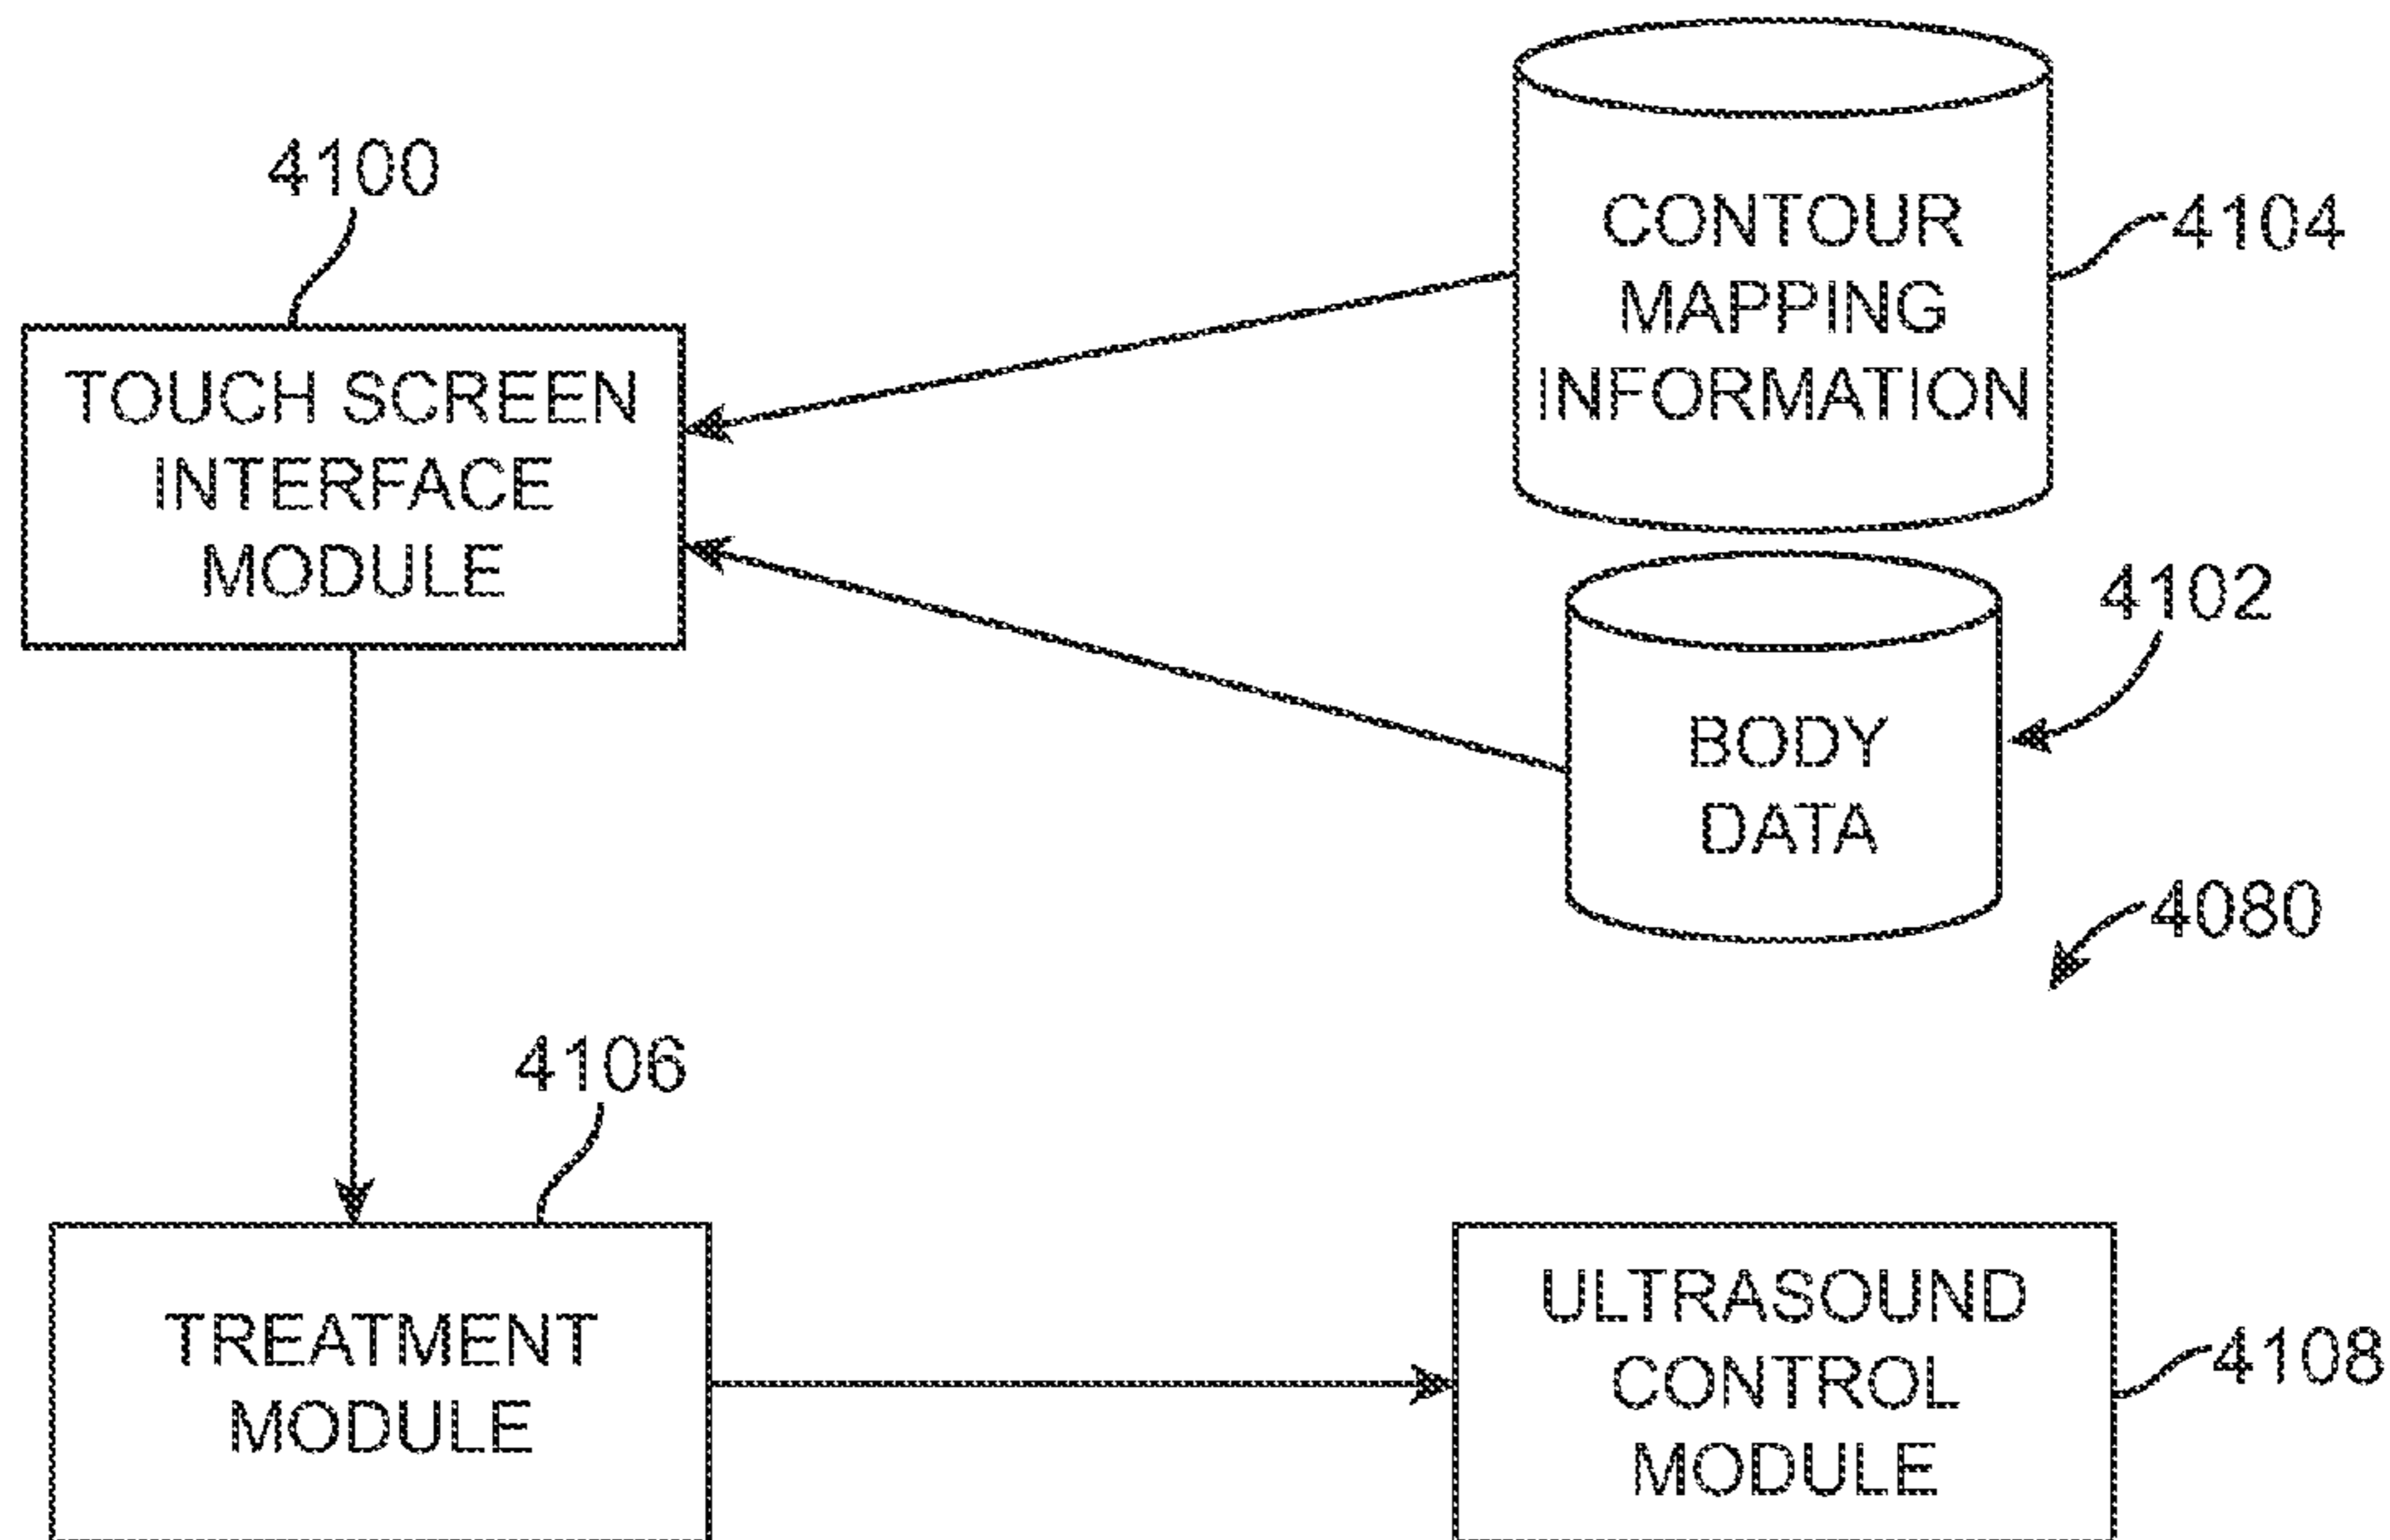 4100
TOUCH SCREEN
INTERFACE
MODULE
CONTOUR
MAPPING
INFORMATION
4104
4102
BODY
DATA
4080
4106
TREATMENT
MODULE
ULTRASOUND
CONTROL
MODULE
4108